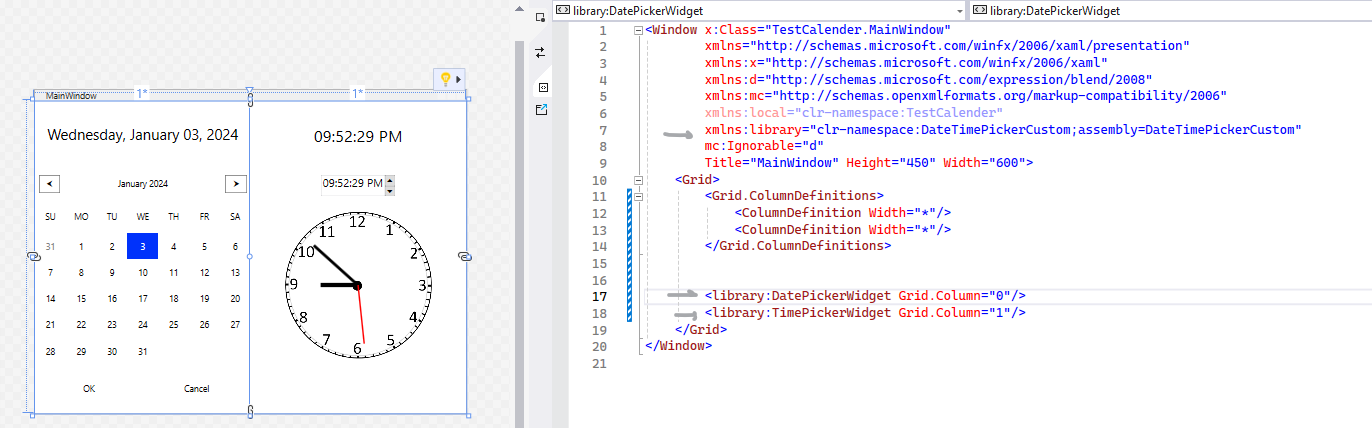 library:DatePickerWidget
library:DatePickerWidget
MainWindow
1*
1*
Wednesday, January 03, 2024
09:52:29 PM
January 2024
09:52:29 PM
SU MO TU WE TH FR SA
31 1 2 3 4 5 6
7 8 9 10 11 12 13
14 15 16 17 18 19 20
21 22 23 24 25 26 27
28 29 30 31
OK Cancel
12
1
2
3
4
5
6
7
8
9
10
11
1 <Window x:Class="TestCalender.MainWindow"
2 xmlns="http://schemas.microsoft.com/winfx/2006/xaml/presentation"
3 xmlns:x="http://schemas.microsoft.com/winfx/2006/xaml"
4 xmlns:d="http://schemas.microsoft.com/expression/blend/2008"
5 xmlns:mc="http://schemas.openxmlformats.org/markup-compatibility/2006"
6 xmlns:local="clr-namespace:TestCalender"
7 xmlns:library="clr-namespace:DateTimePickerCustom;assembly=DateTimePickerCustom"
8 mc:Ignorable="d"
9 Title="MainWindow" Height="450" Width="600">
10 <Grid>
11 <Grid.ColumnDefinitions>
12 <ColumnDefinition Width="*"/>
13 <ColumnDefinition Width="*"/>
14 </Grid.ColumnDefinitions>
15
16
17 <library:DatePickerWidget Grid.Column="0"/>
18 <library:TimePickerWidget Grid.Column="1"/>
19 </Grid>
20 </Window>
21